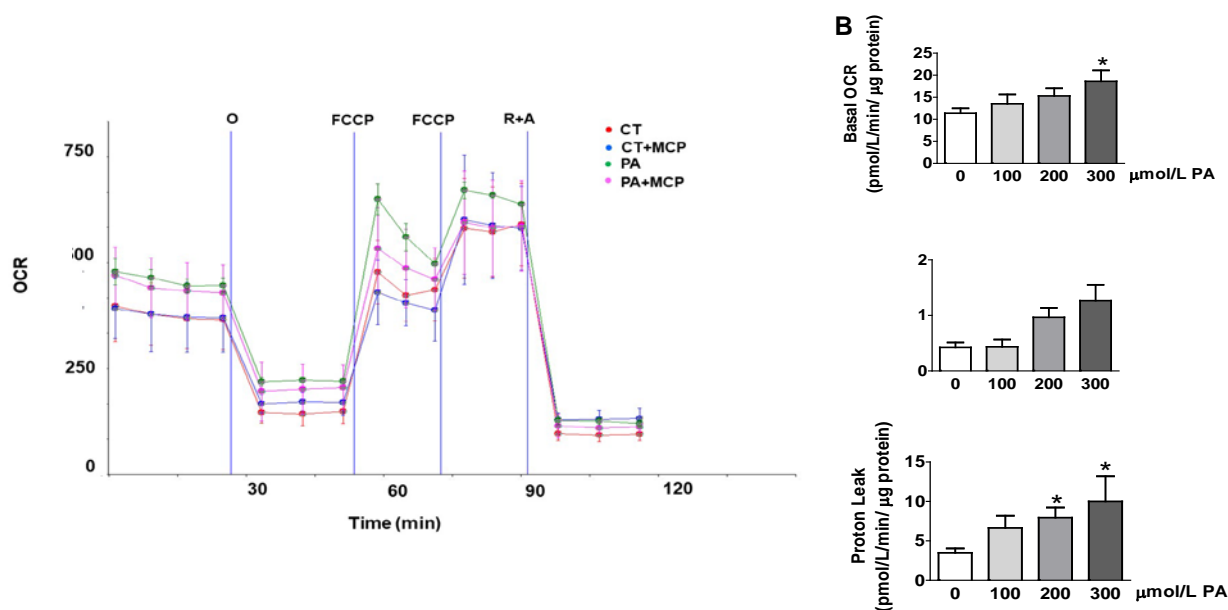 O FCCP FCCP R+A
CT
CT+MCP
PA
PA+MCP
750
500
250
0
OCR
30 60 90 120
Time (min)
B
Basal OCR
(pmol/L/min/ μg protein)
25
20
15
10
5
0
*
0 100 200 300 μmol/L PA
2
1
0
0 100 200 300
Proton Leak
(pmol/L/min/ μg protein)
15
10
5
0
* *
0 100 200 300 μmol/L PA